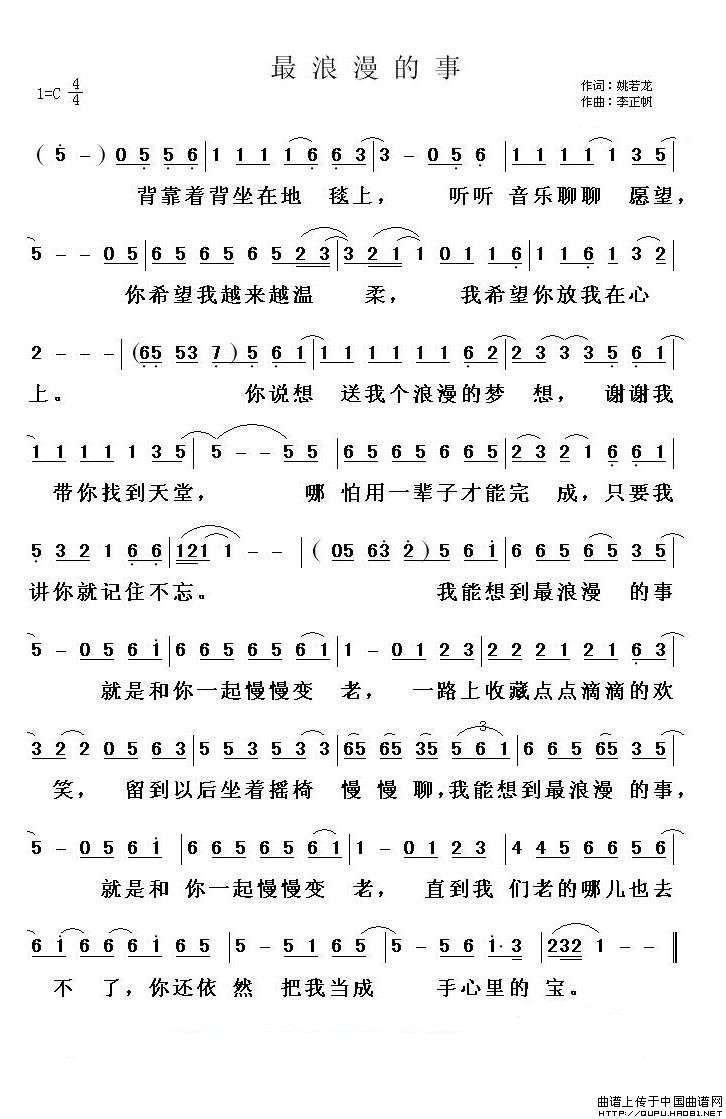 最浪漫的事
1=C 4/4
作词：姚若龙
作曲：李正帆
( 5 - ) 0 5 5 6 | 1 1 1 1 6 6 3 | 3 - 0 5 6 | 1 1 1 1 1 3 5 |
背靠着背坐在地 毯上， 听听 音乐聊聊 愿望，
5 - - 0 5 | 6 5 6 5 6 5 2 3 | 3 2 1 1 0 1 1 6 | 1 1 6 1 3 2 |
你希望我越来越温 柔， 我希望你放我在心
2 - - - | (65 53 7) 5 6 1 | 1 1 1 1 1 1 6 2 | 2 3 3 3 5 6 1 |
上。 你说想 送我个浪漫的梦 想， 谢谢我
1 1 1 1 1 3 5 | 5 - - 5 5 | 6 5 6 5 6 6 5 | 2 3 2 1 6 6 1 |
带你找到天堂， 哪 怕用一辈子才能完 成，只要我
5 3 2 1 6 6 | 121 1 - - | (05 63 2) 5 6 1 | 6 6 5 6 5 3 5 |
讲你就记住不忘。 我能想到最浪漫 的事
5 - 0 5 6 1 | 6 6 5 6 5 6 1 | 1 - 0 1 2 3 | 2 2 2 1 2 1 6 3 |
就是和你一起慢慢变 老， 一路上收藏点点滴滴的欢
3 2 2 0 5 6 3 | 5 5 3 5 5 3 3 | 65 65 35 5 6 1 | 6 6 5 6 65 3 5 |
3
笑， 留到以后坐着摇椅 慢 慢 聊，我能想到最浪漫 的事，
5 - 0 5 6 1 | 6 6 5 6 5 6 1 | 1 - 0 1 2 3 | 4 4 5 6 6 5 6 |
就是和 你一起慢慢变 老， 直到我 们老的哪儿也去
6 1 6 6 6 1 6 5 | 5 - 5 1 6 5 | 5 - 5 6 1· 3 | 232 1 - - ‖
不 了，你还依 然 把我当成 手心里的 宝。
曲谱上传于中国曲谱网
HTTP://QUPU.HAO81.NET